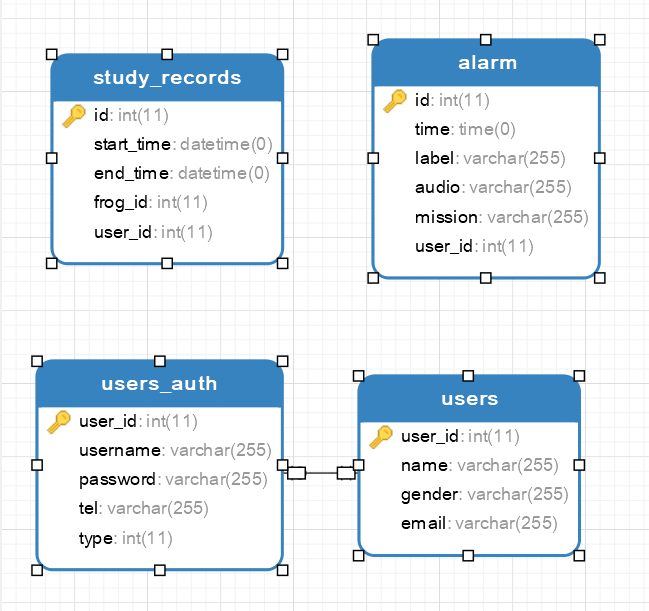 study_records
id: int(11)
start_time: datetime(0)
end_time: datetime(0)
frog_id: int(11)
user_id: int(11)
alarm
id: int(11)
time: time(0)
label: varchar(255)
audio: varchar(255)
mission: varchar(255)
user_id: int(11)
users_auth
user_id: int(11)
username: varchar(255)
password: varchar(255)
tel: varchar(255)
type: int(11)
users
user_id: int(11)
name: varchar(255)
gender: varchar(255)
email: varchar(255)